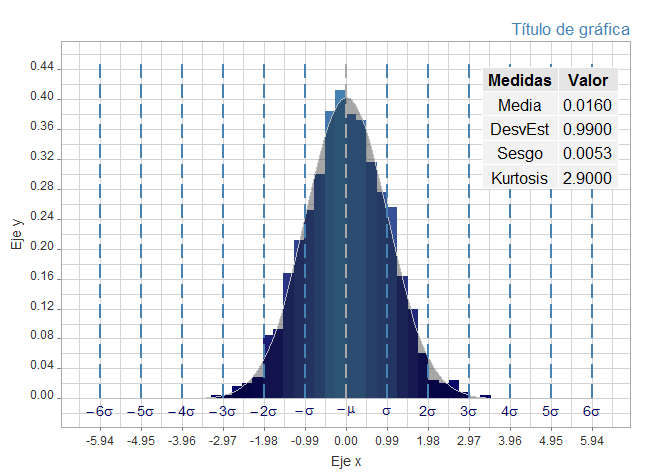 Título de gráfica
Medidas Valor
Media 0.0160
DesvEst 0.9900
Sesgo 0.0053
Kurtosis 2.9000
Eje y
0.44
0.40
0.36
0.32
0.28
0.24
0.20
0.16
0.12
0.08
0.04
0.00
−6σ −5σ −4σ −3σ −2σ −σ −μ σ 2σ 3σ 4σ 5σ 6σ
-5.94 -4.95 -3.96 -2.97 -1.98 -0.99 0.00 0.99 1.98 2.97 3.96 4.95 5.94
Eje x